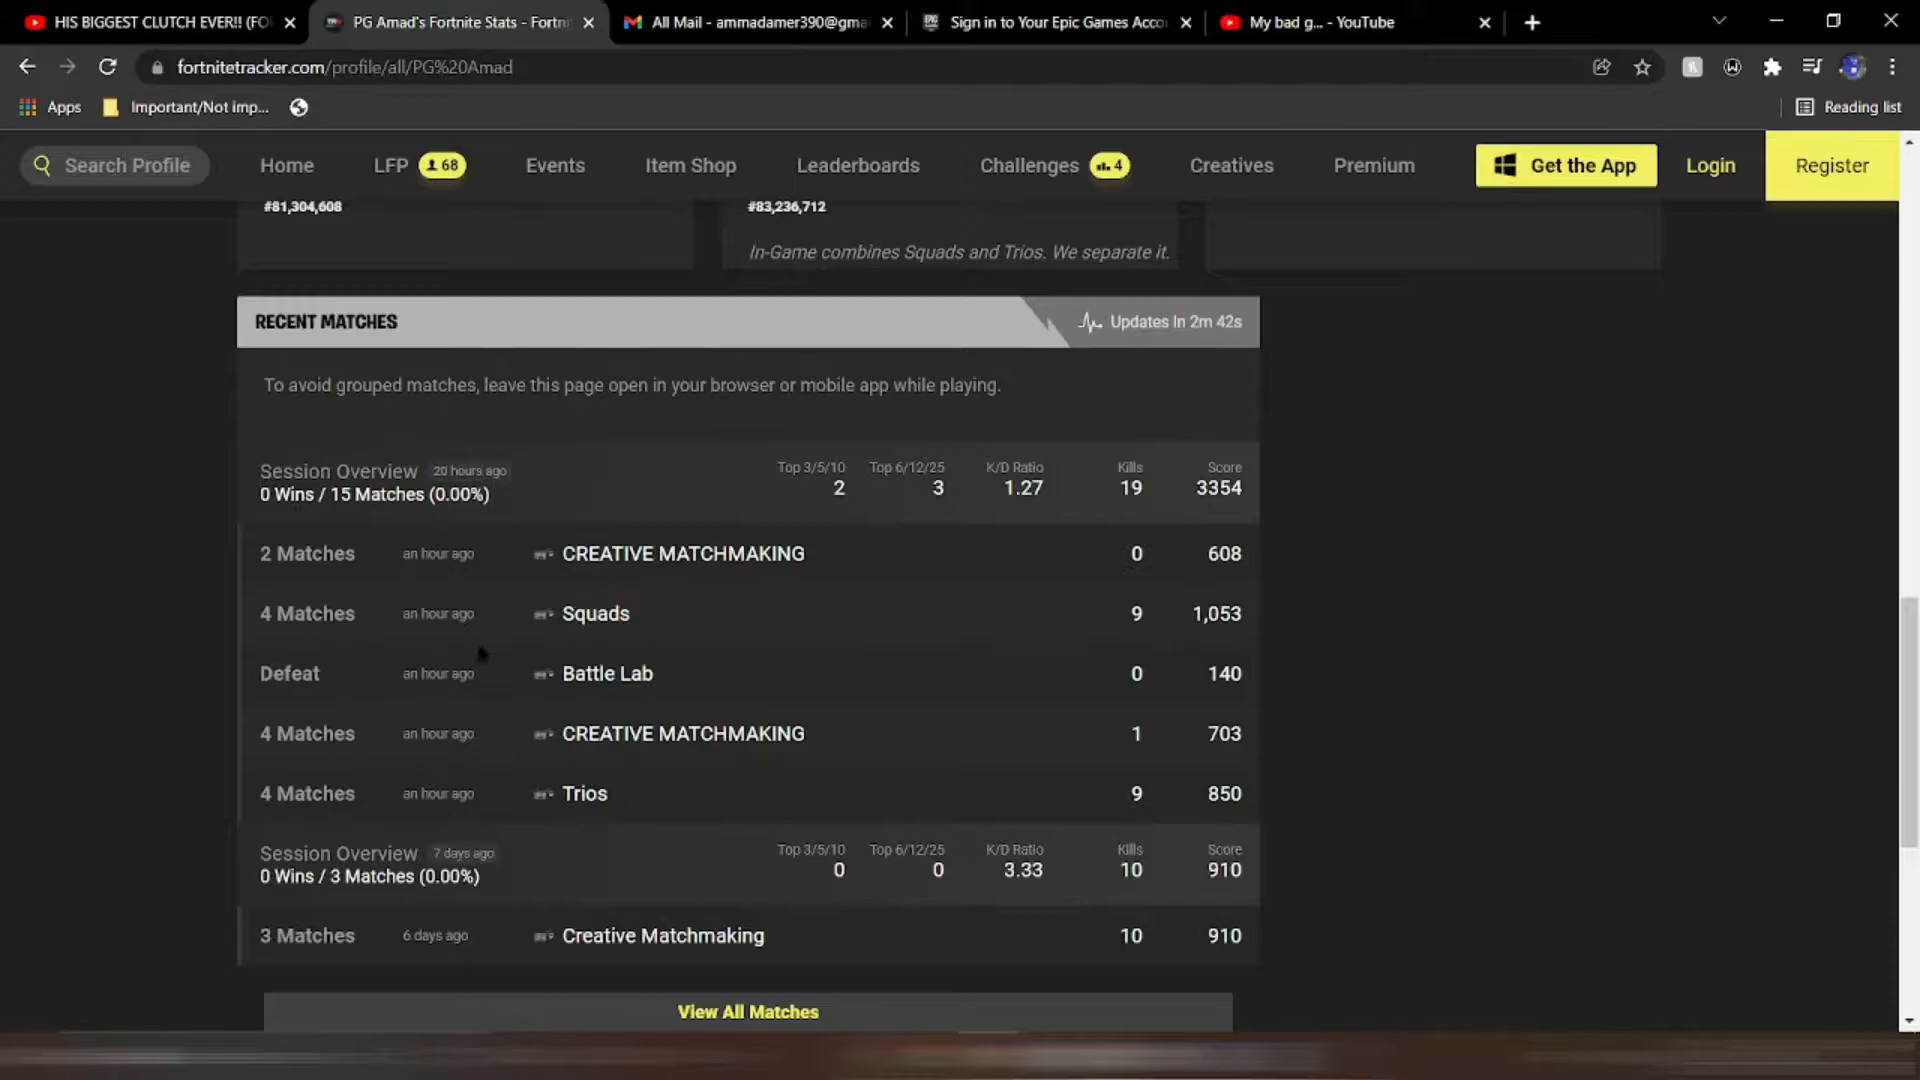 HIS BIGGEST CLUTCH EVER!! (FO
PG Amad's Fortnite Stats - Fortni
All Mail - ammadamer390@gma
Sign in to Your Epic Games Acco
My bad g... - YouTube
fortnitetracker.com/profile/all/PG%20Amad
Apps
Important/Not imp...
Reading list
Search Profile
Home
LFP 68
Events
Item Shop
Leaderboards
Challenges 4
Creatives
Premium
Get the App
Login
Register
#81,304,608
#83,236,712
In-Game combines Squads and Trios. We separate it.
RECENT MATCHES
Updates In 2m 42s
To avoid grouped matches, leave this page open in your browser or mobile app while playing.
Session Overview 20 hours ago Top 3/5/10 Top 6/12/25 K/D Ratio Kills Score
0 Wins / 15 Matches (0.00%) 2 3 1.27 19 3354
2 Matches an hour ago CREATIVE MATCHMAKING 0 608
4 Matches an hour ago Squads 9 1,053
Defeat an hour ago Battle Lab 0 140
4 Matches an hour ago CREATIVE MATCHMAKING 1 703
4 Matches an hour ago Trios 9 850
Session Overview 7 days ago Top 3/5/10 Top 6/12/25 K/D Ratio Kills Score
0 Wins / 3 Matches (0.00%) 0 0 3.33 10 910
3 Matches 6 days ago Creative Matchmaking 10 910
View All Matches